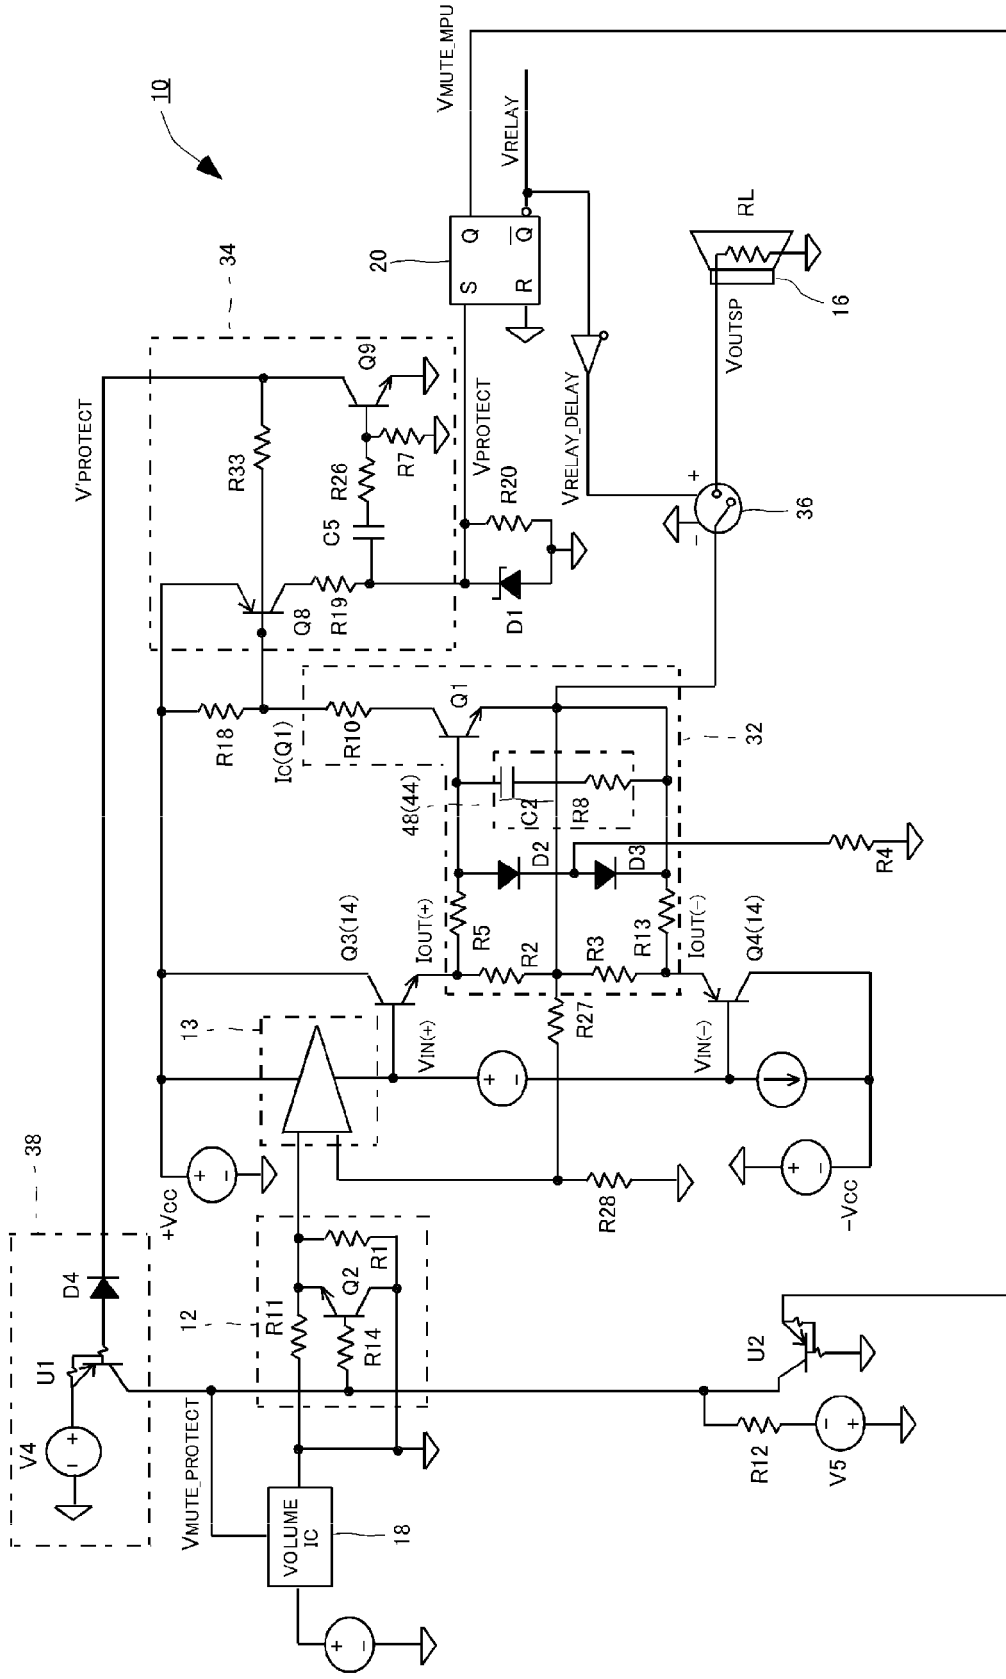 10
38
V4
U1
D4
V'PROTECT
34
R33
Q9
R7
R26
C5
Q8
R19
VPROTECT
R20
D1
20
S
Q
R
Q
VMUTE_MPU
VRELAY
VRELAY_DELAY
VOUTSP
RL
16
+
-
36
+VCC
+
-
13
R18
IC(Q1)
R10
Q1
32
48(44)
C2
R8
D2
D3
R4
Q3(14)
IOUT(+)
R5
R2
R3
R13
IOUT(-)
Q4(14)
VIN(+)
R27
VIN(-)
+
-
R28
+
-
-VCC
VMUTE_PROTECT
12
R11
Q2
R1
R14
VOLUME
IC
18
+
-
+
-
U2
R12
V5
-
+